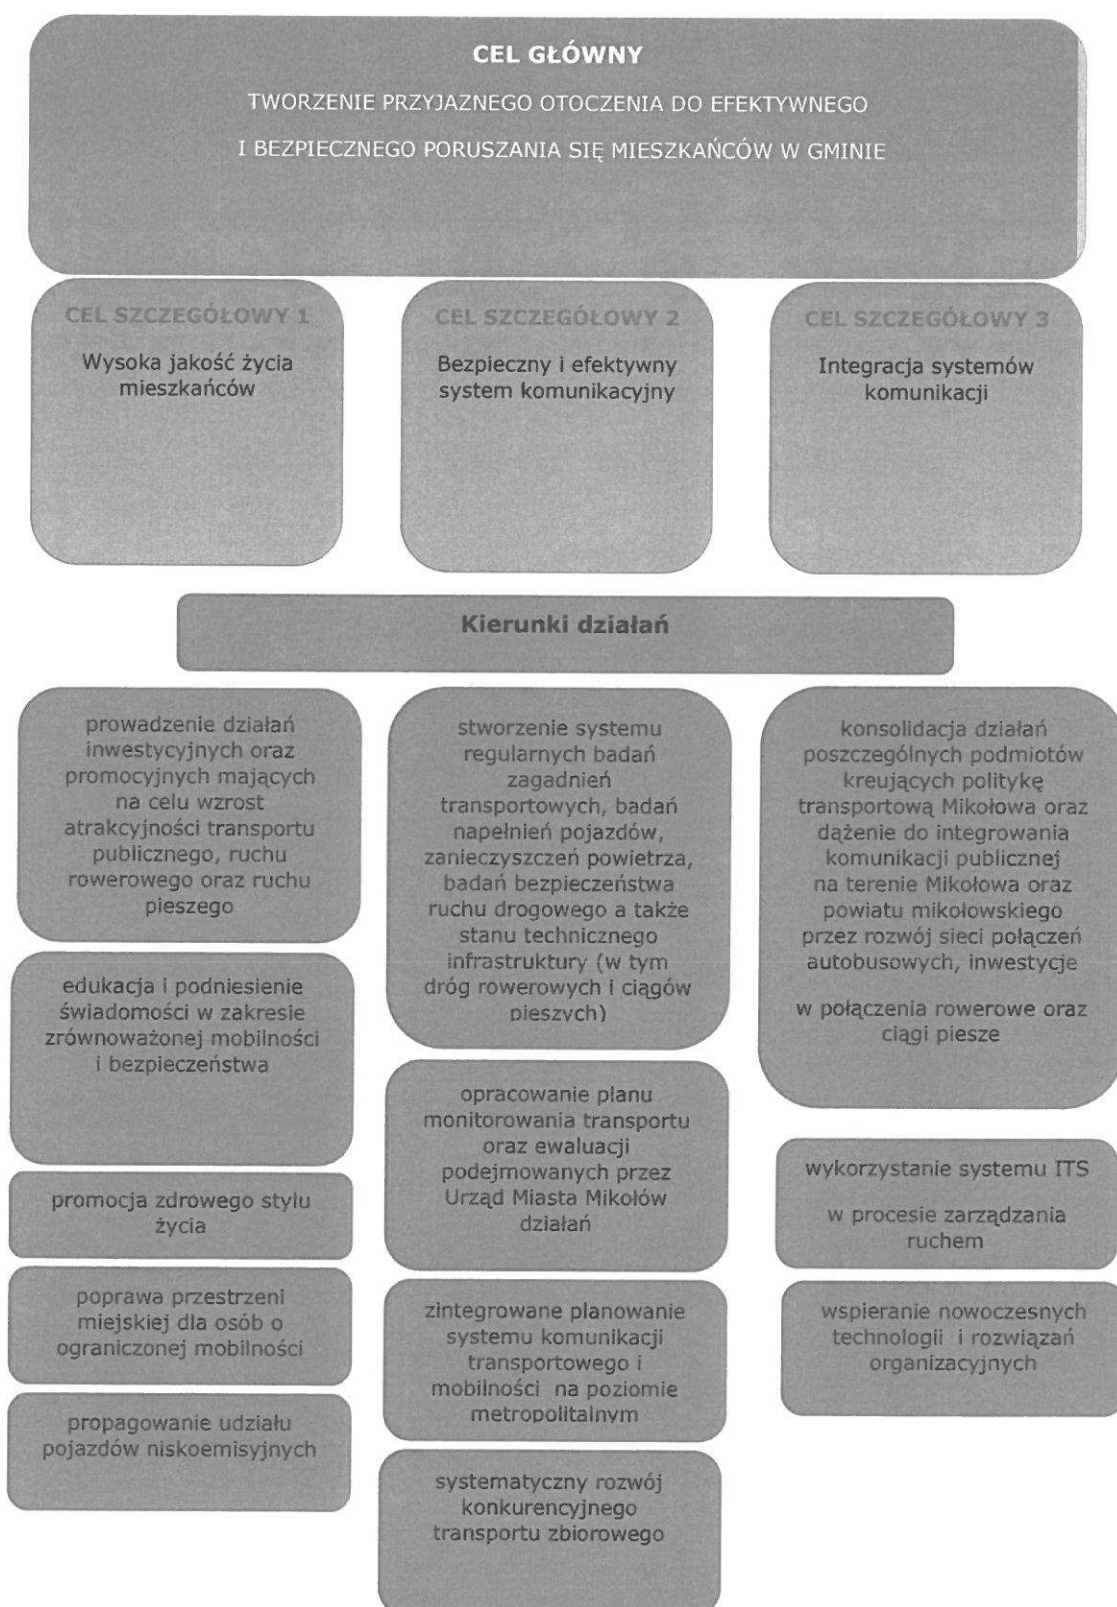 CEL GŁÓWNY
TWORZENIE PRZYJAZNEGO OTOCZENIA DO EFEKTYWNEGO
I BEZPIECZNEGO PORUSZANIA SIĘ MIESZKAŃCÓW W GMINIE
CEL SZCZEGÓŁOWY 1
Wysoka jakość życia
mieszkańców
CEL SZCZEGÓŁOWY 2
Bezpieczny i efektywny
system komunikacyjny
CEL SZCZEGÓŁOWY 3
Integracja systemów
komunikacji
Kierunki działań
prowadzenie działań
inwestycyjnych oraz
promocyjnych mających
na celu wzrost
atrakcyjności transportu
publicznego, ruchu
rowerowego oraz ruchu
pieszego
edukacja i podniesienie
świadomości w zakresie
zrównoważonej mobilności
i bezpieczeństwa
promocja zdrowego stylu
życia
poprawa przestrzeni
miejskiej dla osób o
ograniczonej mobilności
propagowanie udziału
pojazdów niskoemisyjnych
stworzenie systemu
regularnych badań
zagadnień
transportowych, badań
napełnień pojazdów,
zanieczyszczeń powietrza,
badań bezpieczeństwa
ruchu drogowego a także
stanu technicznego
infrastruktury (w tym
dróg rowerowych i ciągów
pieszych)
opracowanie planu
monitorowania transportu
oraz ewaluacji
podejmowanych przez
Urząd Miasta Mikołów
działań
zintegrowane planowanie
systemu komunikacji
transportowego i
mobilności na poziomie
metropolitalnym
systematyczny rozwój
konkurencyjnego
transportu zbiorowego
konsolidacja działań
poszczególnych podmiotów
kreujących politykę
transportową Mikołowa oraz
dążenie do integrowania
komunikacji publicznej
na terenie Mikołowa oraz
powiatu mikołowskiego
przez rozwój sieci połączeń
autobusowych, inwestycje
w połączenia rowerowe oraz
ciągi piesze
wykorzystanie systemu ITS
w procesie zarządzania
ruchem
wspieranie nowoczesnych
technologii i rozwiązań
organizacyjnych